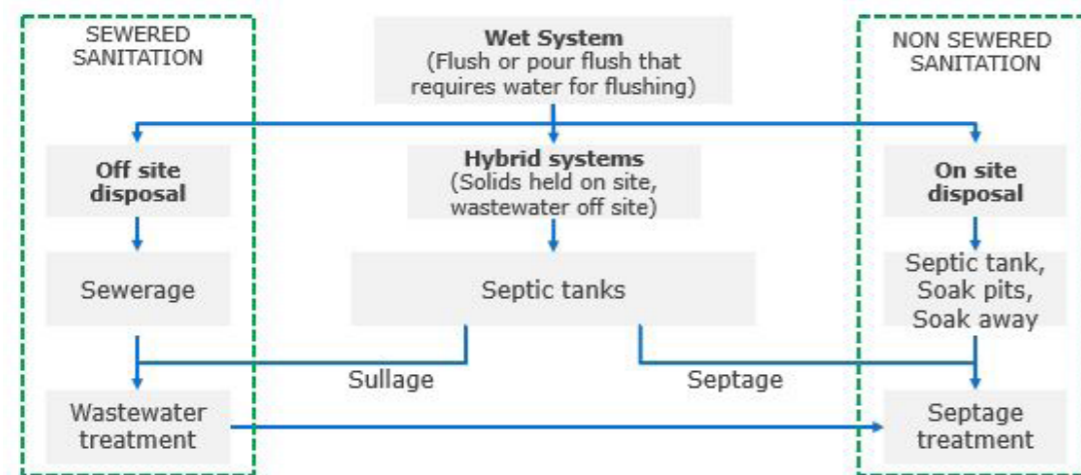 SEWERED
SANITATION
Wet System
(Flush or pour flush that
requires water for flushing)
NON SEWERED
SANITATION
Off site
disposal
Hybrid systems
(Solids held on site,
wastewater off site)
On site
disposal
Sewerage
Septic tanks
Septic tank,
Soak pits,
Soak away
Sullage
Septage
Wastewater
treatment
Septage
treatment